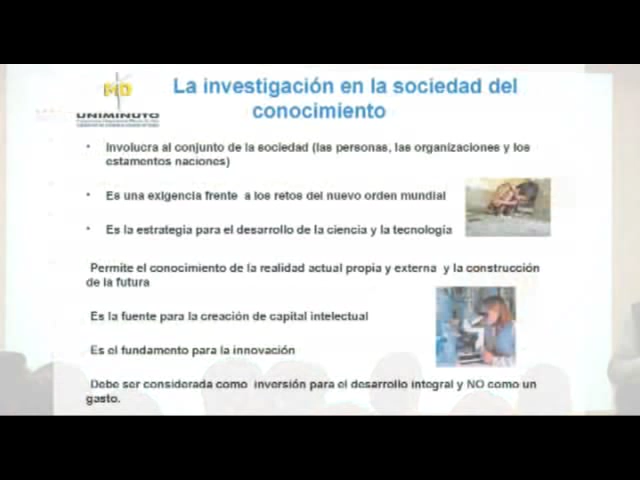 MD
UNIMINUTO
La investigación en la sociedad del
conocimiento
• Involucra al conjunto de la sociedad (las personas, las organizaciones y los
estamentos naciones)
• Es una exigencia frente a los retos del nuevo orden mundial
• Es la estrategia para el desarrollo de la ciencia y la tecnología
Permite el conocimiento de la realidad actual propia y externa y la construcción
de la futura
Es la fuente para la creación de capital intelectual
Es el fundamento para la innovación
Debe ser considerada como inversión para el desarrollo integral y NO como un
gasto.